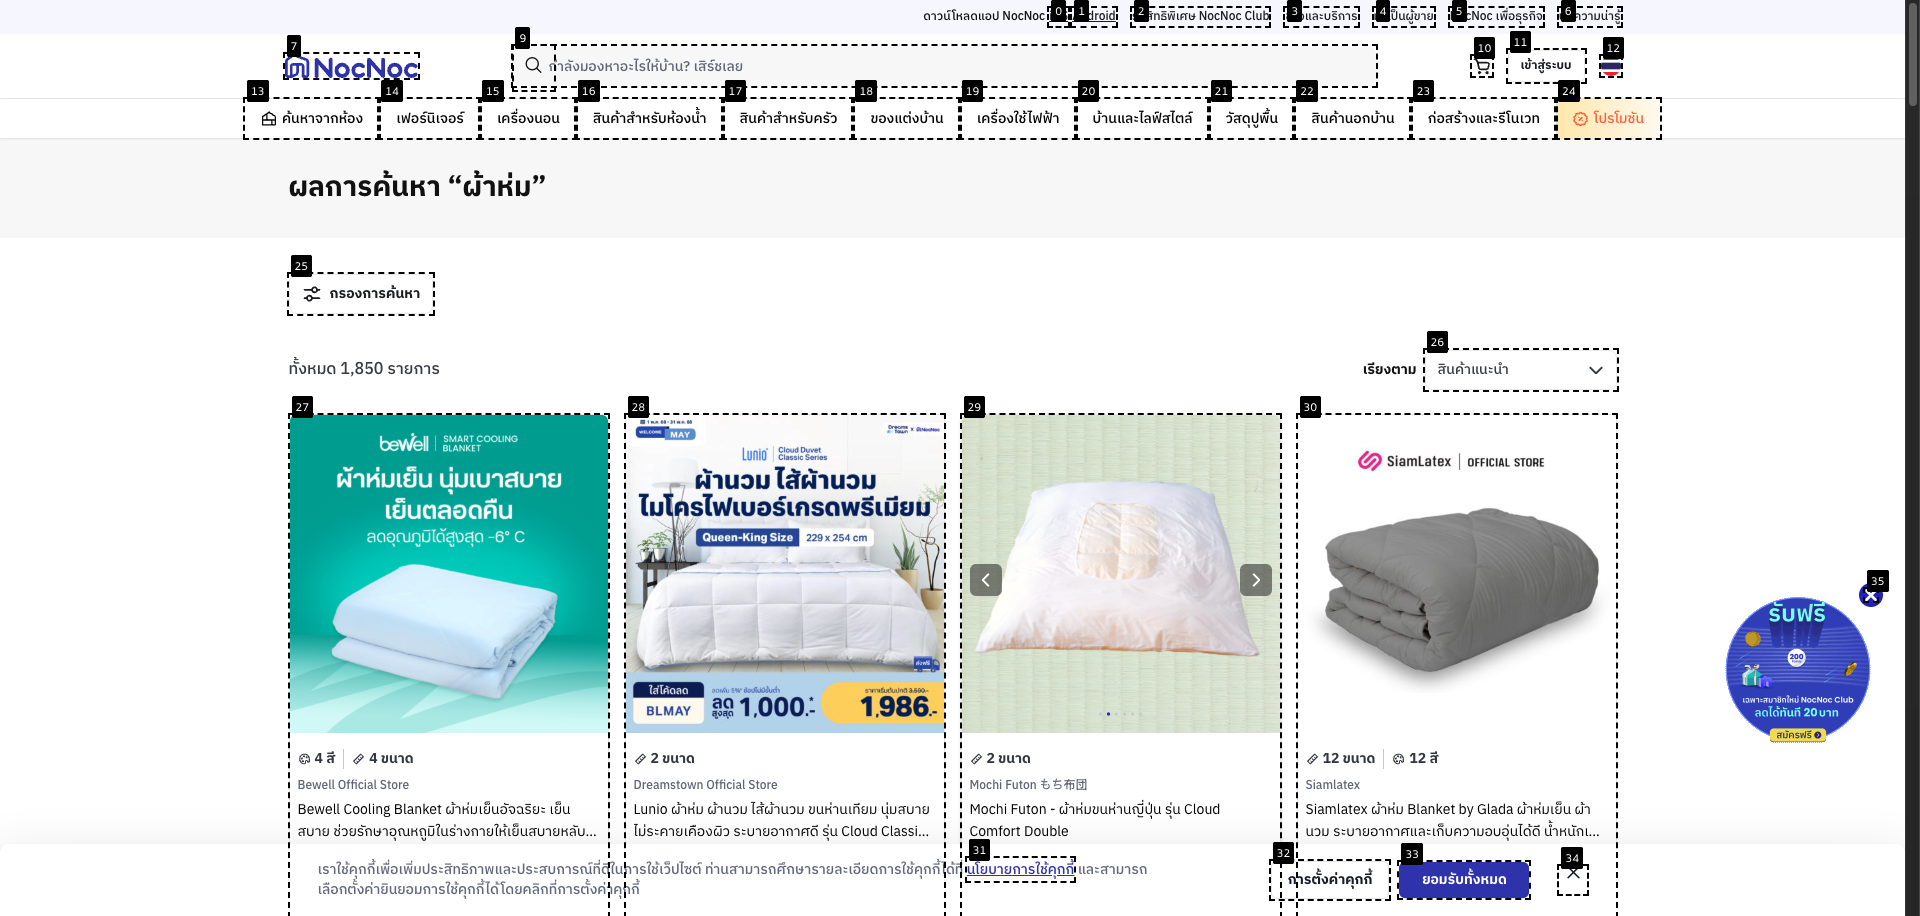 ดาวน์โหลดแอป NocNoc
NocNoc Club
และบริการ
เป็นผู้ขาย
NocNoc เพื่อธุรกิจ
ความน่ารู้
NocNoc
กำลังมองหาอะไรให้บ้าน? เสิร์ชเลย
เข้าสู่ระบบ
0
1
2
3
4
5
6
7
9
10
11
12
13
14
15
16
17
18
19
20
21
22
23
24
ค้นหาจากห้อง
เฟอร์นิเจอร์
เครื่องนอน
สินค้าสำหรับห้องน้ำ
สินค้าสำหรับครัว
ของแต่งบ้าน
เครื่องใช้ไฟฟ้า
บ้านและไลฟ์สไตล์
วัสดุปูพื้น
สินค้านอกบ้าน
ก่อสร้างและรีโนเวท
โปรโมชัน
ผลการค้นหา “ผ้าห่ม”
25
กรองการค้นหา
ทั้งหมด 1,850 รายการ
เรียงตาม
26
สินค้าแนะนำ
27
bewell SMART COOLING BLANKET
ผ้าห่มเย็น นุ่มเบาสบาย
เย็นตลอดคืน
ลดอุณภูมิได้สูงสุด -6° C
4 สี
4 ขนาด
Bewell Official Store
Bewell Cooling Blanket ผ้าห่มเย็นอัจฉริยะ เย็น
สบาย ช่วยรักษาอุณหภูมิในร่างกายให้เย็นสบายหลับ...
28
WELCOME MAY
Lunio Cloud Duvet Classic Series
ผ้านวม ไส้ผ้านวม
ไมโครไฟเบอร์เกรดพรีเมียม
Queen-King Size 229 x 254 cm
ใส่โค้ดลด
BLMAY
ลดสูงสุด 1,000.-
1,986.-
2 ขนาด
Dreamstown Official Store
Lunio ผ้าห่ม ผ้านวม ไส้ผ้านวม ขนห่านเทียม นุ่มสบาย
ไม่ระคายเคืองผิว ระบายอากาศดี รุ่น Cloud Classi...
29
2 ขนาด
Mochi Futon もち布団
Mochi Futon - ผ้าห่มขนห่านญี่ปุ่น รุ่น Cloud
Comfort Double
30
SiamLatex OFFICIAL STORE
12 ขนาด
12 สี
Siamlatex
Siamlatex ผ้าห่ม Blanket by Glada ผ้าห่มเย็น ผ้า
นวม ระบายอากาศและเก็บความอบอุ่นได้ดี น้ำหนักเ...
35
รับฟรี
200
เฉพาะสมาชิกใหม่ NocNoc Club
ลดได้ทันที 20 บาท
สมัครฟรี
31
32
33
34
เราใช้คุกกี้เพื่อเพิ่มประสิทธิภาพและประสบการณ์ที่ดีในการใช้เว็ปไซต์ ท่านสามารถศึกษารายละเอียดการใช้คุกกี้ได้ที่ นโยบายการใช้คุกกี้ และสามารถ
เลือกตั้งค่ายินยอมการใช้คุกกี้ได้โดยคลิกที่การตั้งค่าคุกกี้
การตั้งค่าคุกกี้
ยอมรับทั้งหมด